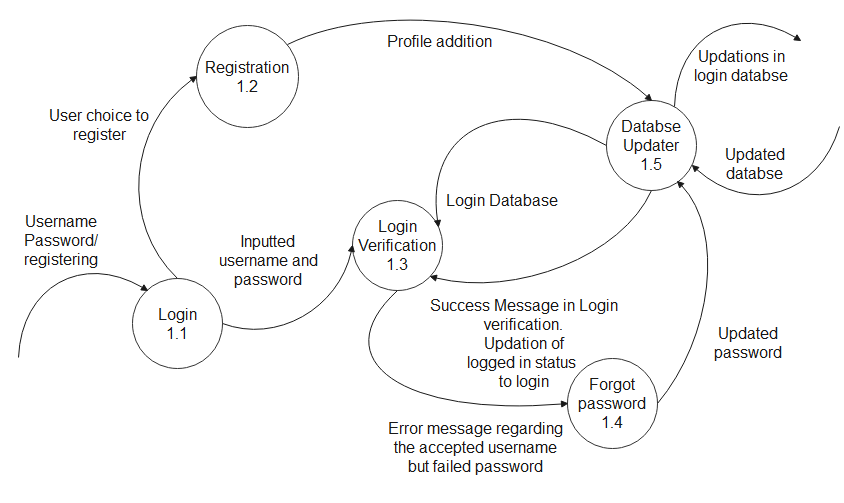 Profile addition
Registration
1.2
Updations in
login databse
User choice to
register
Databse
Updater
1.5
Updated
databse
Login Database
Username
Password/
registering
Inputted
username and
password
Login
Verification
1.3
Login
1.1
Success Message in Login
verification.
Updation of
logged in status
to login
Updated
password
Forgot
password
1.4
Error message regarding
the accepted username
but failed password